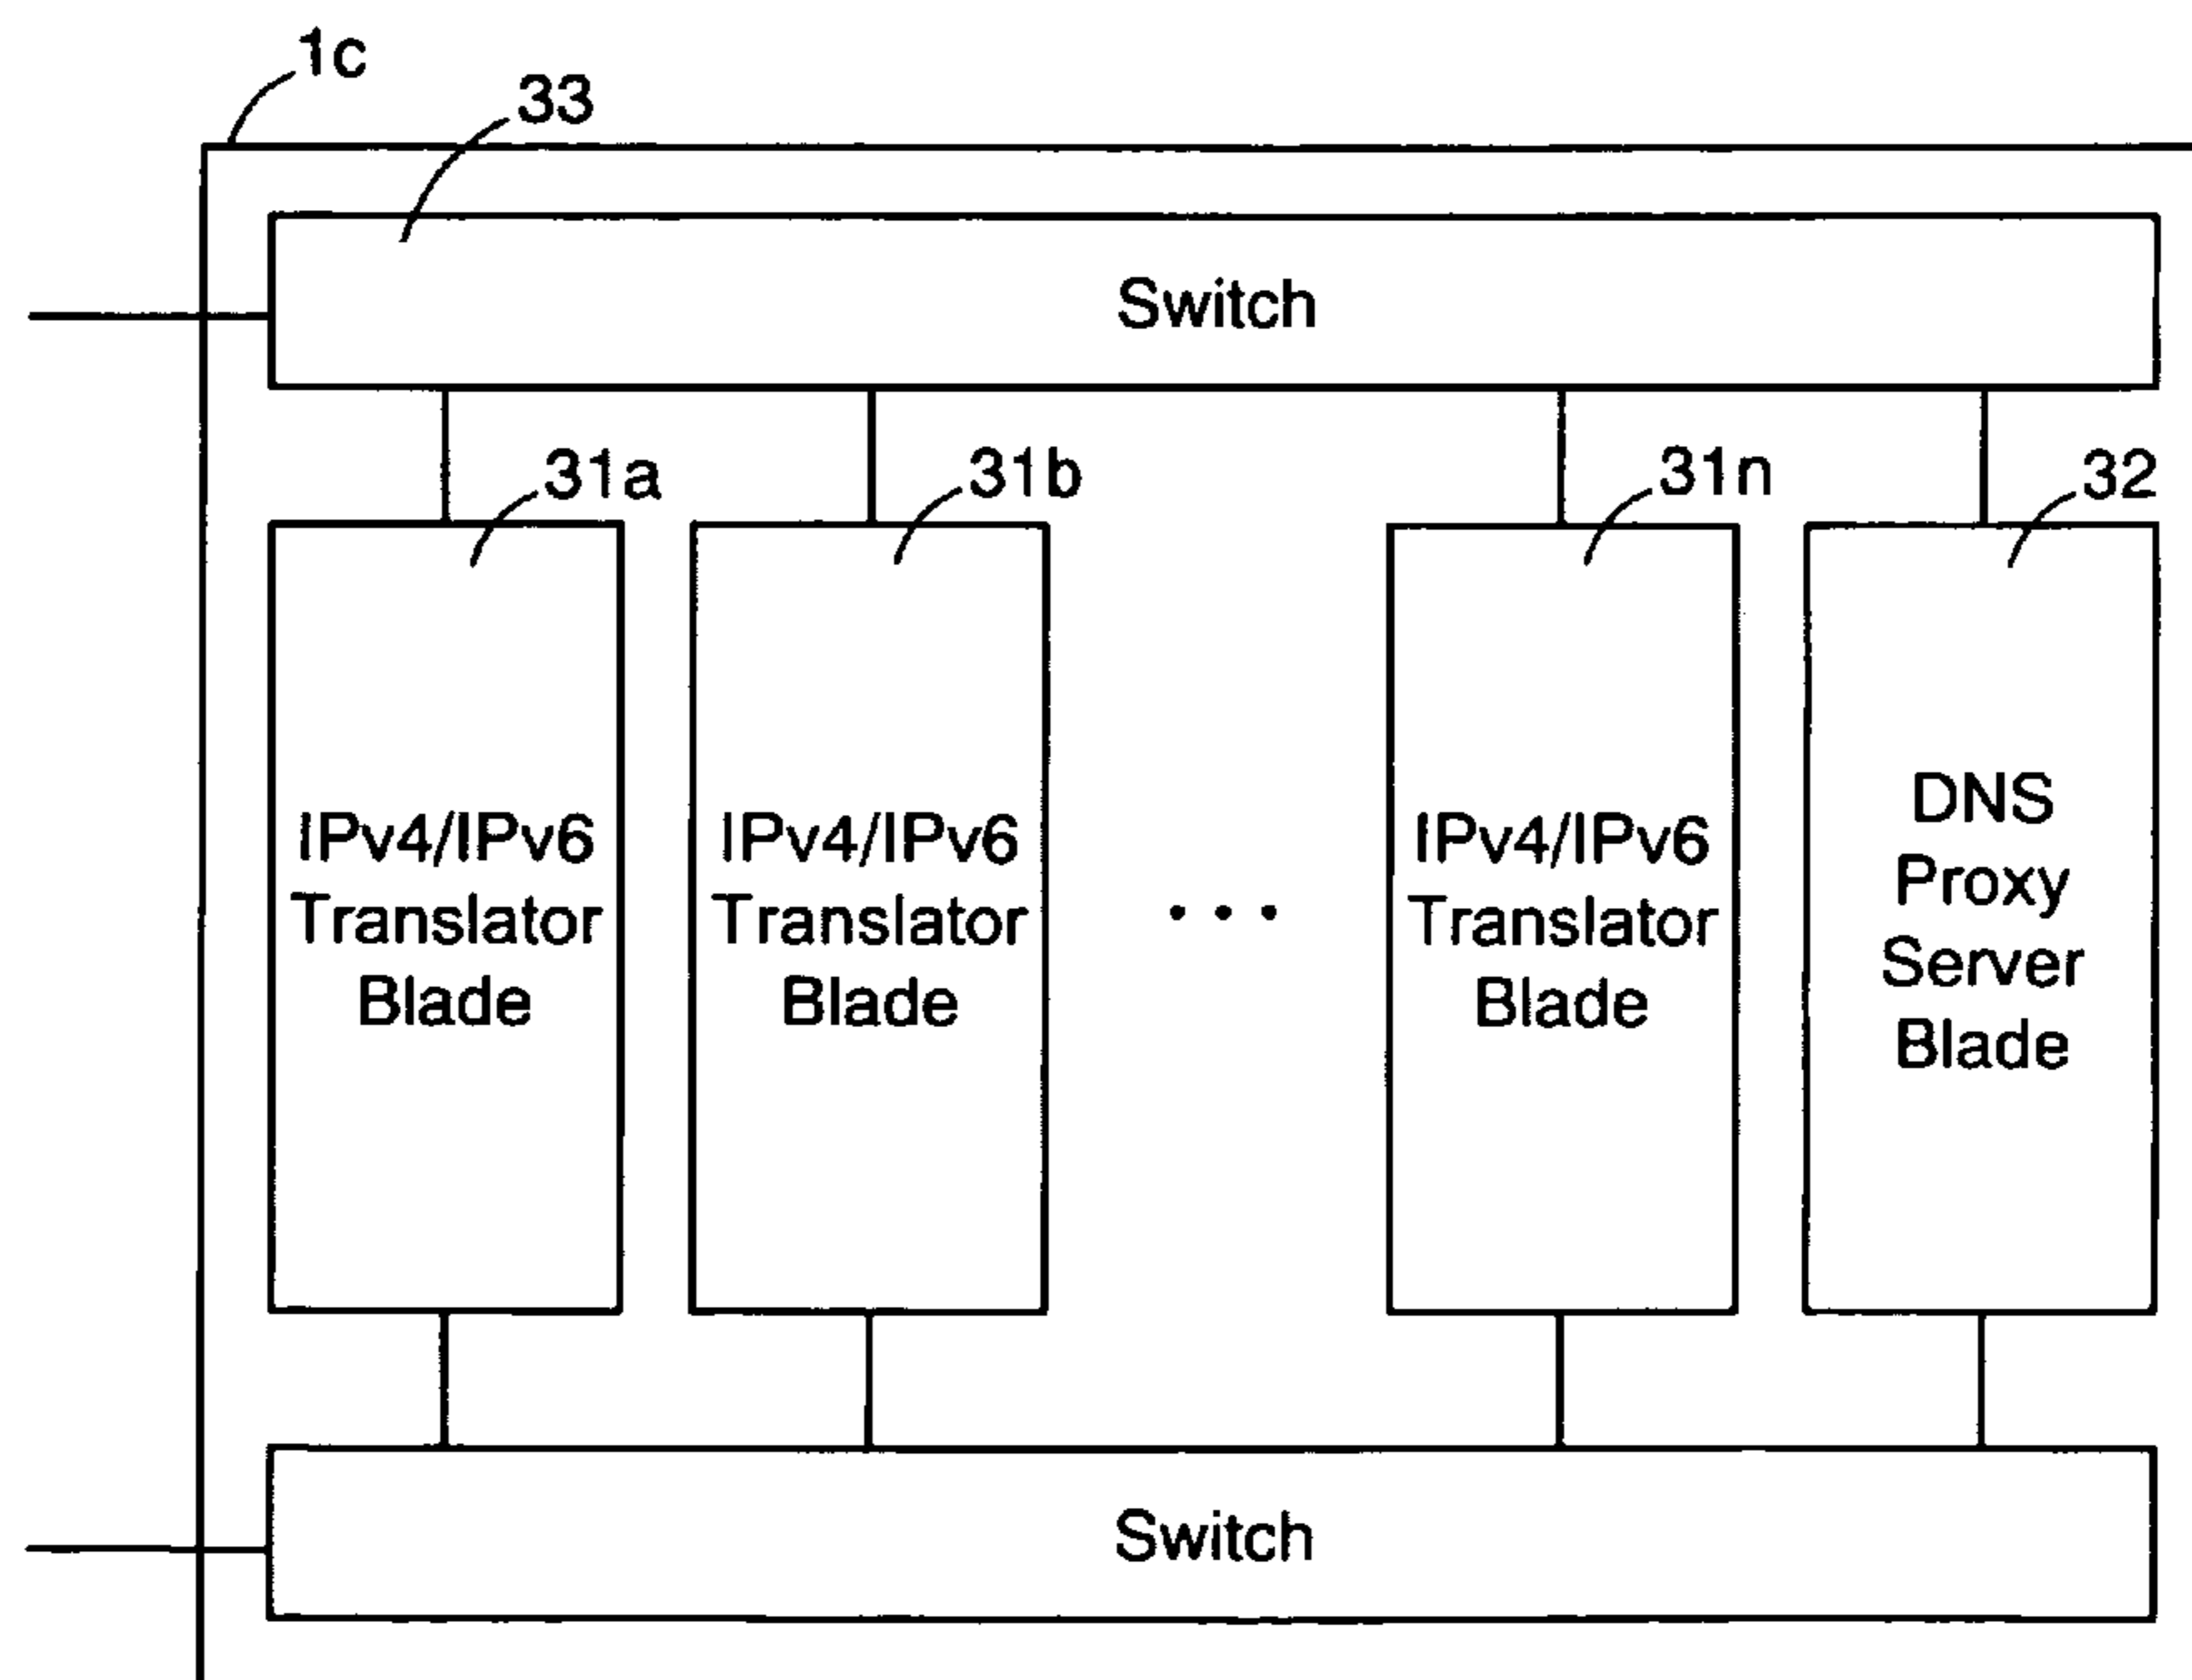 1c
33
Switch
31a
31b
31n
32
IPv4/IPv6
Translator
Blade
IPv4/IPv6
Translator
Blade
• • •
IPv4/IPv6
Translator
Blade
DNS
Proxy
Server
Blade
Switch